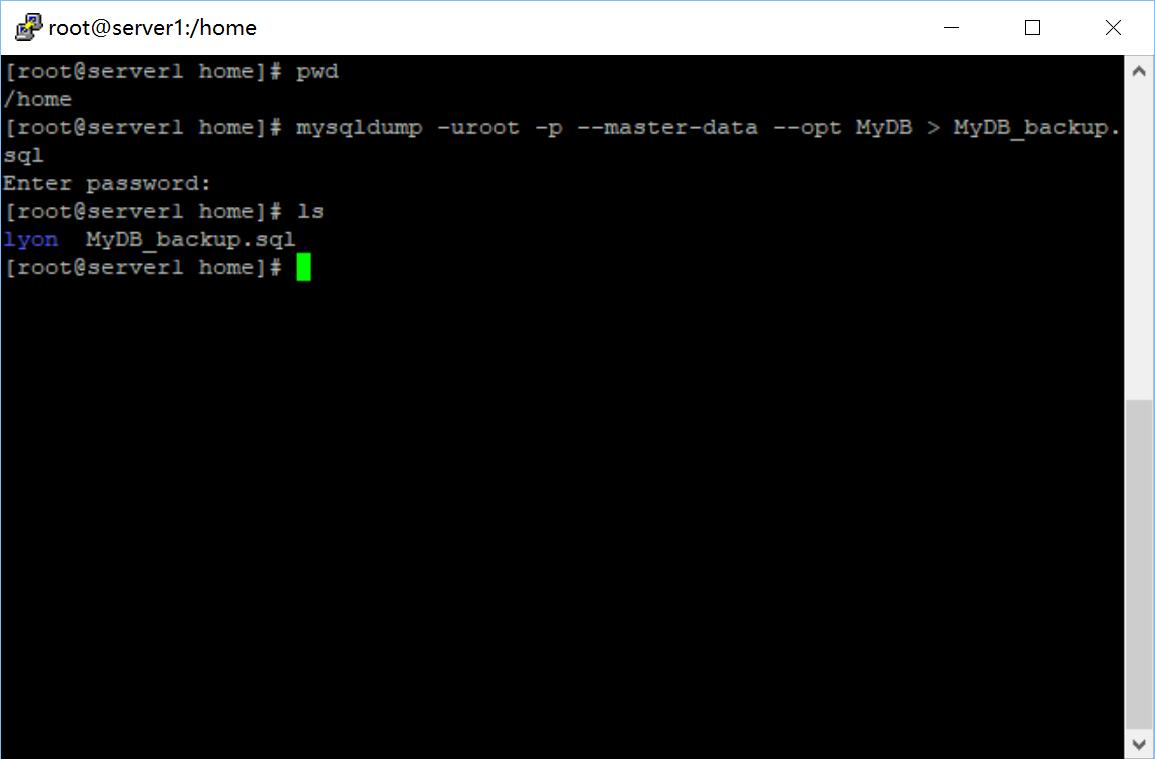 root@server1:/home
[root@server1 home]# pwd
/home
[root@server1 home]# mysqldump -uroot -p --master-data --opt MyDB > MyDB_backup.
sql
Enter password:
[root@server1 home]# ls
lyon  MyDB_backup.sql
[root@server1 home]#